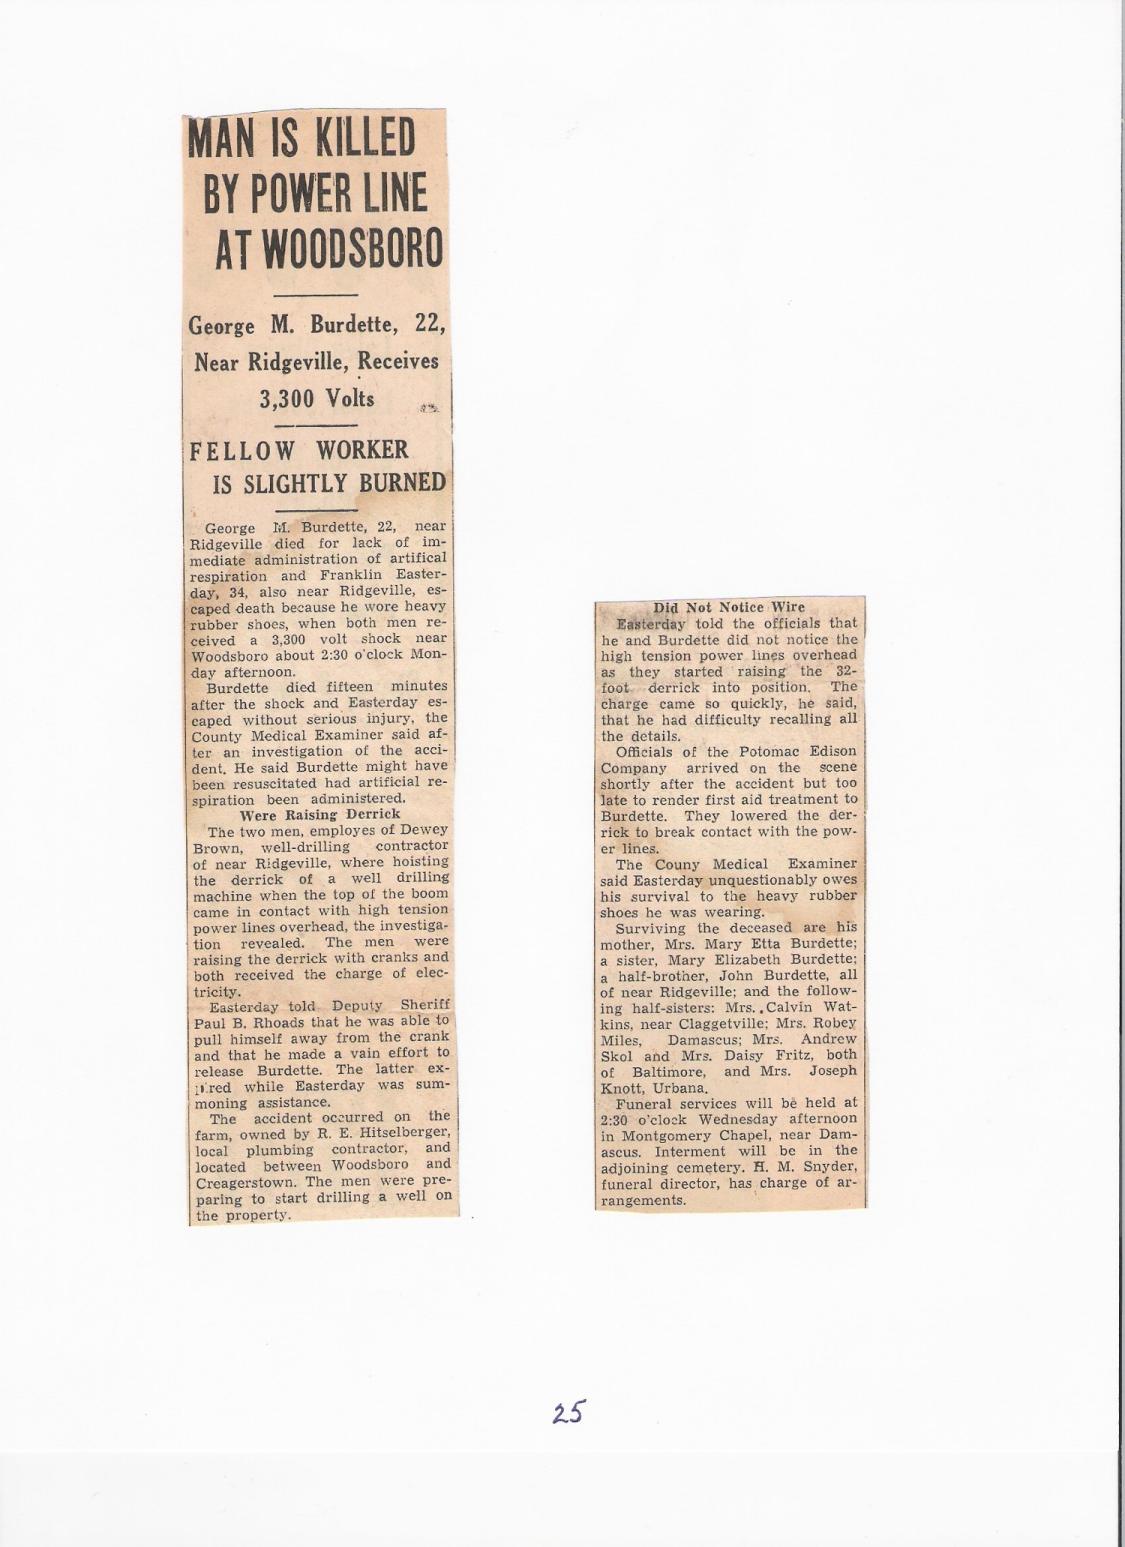 MAN IS KILLED
BY POWER LINE
AT WOODSBORO
George M. Burdette, 22,
Near Ridgeville, Receives
3,300 Volts
FELLOW WORKER
IS SLIGHTLY BURNED
George M. Burdette, 22, near
Ridgeville died for lack of im-
mediate administration of artifical
respiration and Franklin Easter-
day, 34, also near Ridgeville, es-
caped death because he wore heavy
rubber shoes, when both men re-
ceived a 3,300 volt shock near
Woodsboro about 2:30 o'clock Mon-
day afternoon.
Burdette died fifteen minutes
after the shock and Easterday es-
caped without serious injury, the
County Medical Examiner said af-
ter an investigation of the acci-
dent. He said Burdette might have
been resuscitated had artificial re-
spiration been administered.
Were Raising Derrick
The two men, employes of Dewey
Brown, well-drilling contractor
of near Ridgeville, where hoisting
the derrick of a well drilling
machine when the top of the boom
came in contact with high tension
power lines overhead, the investiga-
tion revealed. The men were
raising the derrick with cranks and
both received the charge of elec-
tricity.
Easterday told Deputy Sheriff
Paul B. Rhoads that he was able to
pull himself away from the crank
and that he made a vain effort to
release Burdette. The latter ex-
pired while Easterday was sum-
moning assistance.
The accident occurred on the
farm, owned by R. E. Hitselberger,
local plumbing contractor, and
located between Woodsboro and
Creagerstown. The men were pre-
paring to start drilling a well on
the property.
Did Not Notice Wire
Easterday told the officials that
he and Burdette did not notice the
high tension power lines overhead
as they started raising the 32-
foot derrick into position. The
charge came so quickly, he said,
that he had difficulty recalling all
the details.
Officials of the Potomac Edison
Company arrived on the scene
shortly after the accident but too
late to render first aid treatment to
Burdette. They lowered the der-
rick to break contact with the pow-
er lines.
The Couny Medical Examiner
said Easterday unquestionably owes
his survival to the heavy rubber
shoes he was wearing.
Surviving the deceased are his
mother, Mrs. Mary Etta Burdette;
a sister, Mary Elizabeth Burdette;
a half-brother, John Burdette, all
of near Ridgeville; and the follow-
ing half-sisters: Mrs. Calvin Wat-
kins, near Claggetville; Mrs. Robey
Miles, Damascus; Mrs. Andrew
Skol and Mrs. Daisy Fritz, both
of Baltimore, and Mrs. Joseph
Knott, Urbana.
Funeral services will be held at
2:30 o'clock Wednesday afternoon
in Montgomery Chapel, near Dam-
ascus. Interment will be in the
adjoining cemetery. H. M. Snyder,
funeral director, has charge of ar-
rangements.
25